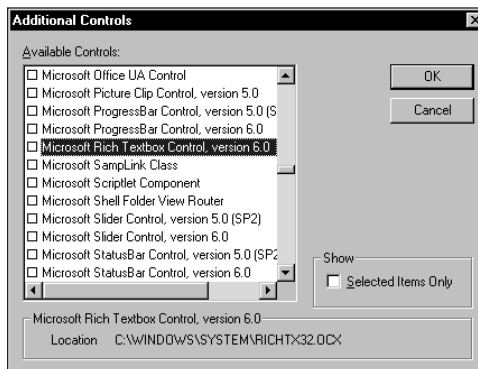 Additional Controls
Available Controls:
Microsoft Office UA Control
Microsoft Picture Clip Control, version 5.0
Microsoft ProgressBar Control, version 5.0 (S
Microsoft ProgressBar Control, version 6.0
Microsoft Rich Textbox Control, version 6.0
Microsoft SampLink Class
Microsoft Scriptlet Component
Microsoft Shell Folder View Router
Microsoft Slider Control, version 5.0 (SP2)
Microsoft Slider Control, version 6.0
Microsoft StatusBar Control, version 5.0 (SP2
Microsoft StatusBar Control, version 6.0
OK
Cancel
Show
Selected Items Only
Microsoft Rich Textbox Control, version 6.0
Location C:\WINDOWS\SYSTEM\RICHTX32.OCX